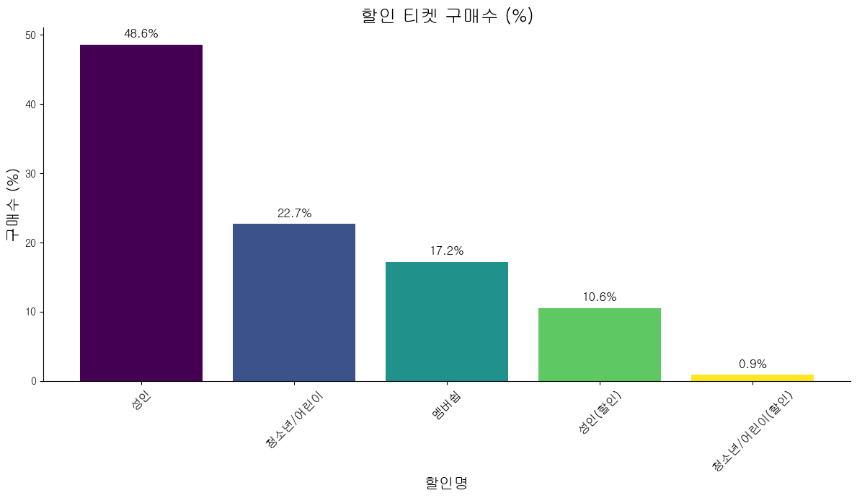 할인 티켓 구매수 (%)
구매수 (%)
50
40
30
20
10
0
48.6%
22.7%
17.2%
10.6%
0.9%
성인
청소년/어린이
멤버쉽
성인(할인)
청소년/어린이(할인)
할인명